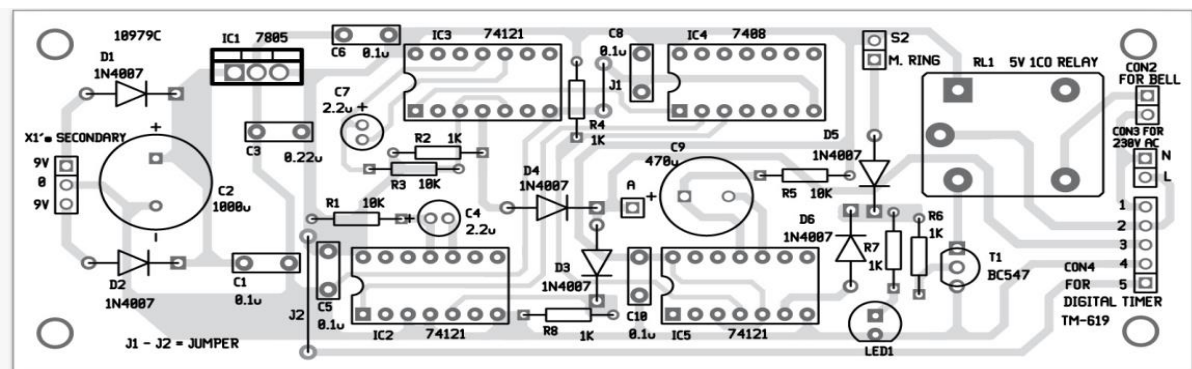 10979C
D1
1N4007
IC1 7805
C6
0.1u
IC3 74121
C8
0.1u
J1
IC4 7408
S2
M. RING
RL1 5V 1CO RELAY
CON2
FOR BELL
CON3 FOR
230V AC
N
L
X1's SECONDARY
9V
0
9V
+
C2
1000u
−
C3
0.22u
C7
2.2u +
R2 1K
R3 10K
R4
1K
R1 10K
+ C4
2.2u
D4
1N4007
A
+
C9
470u
D5
1N4007
R5 10K
D6
1N4007
R7
1K
R6
1K
T1
BC547
1
2
3
4
5
CON4
FOR
DIGITAL TIMER
TM-619
D2
1N4007
C1
0.1u
C5
0.1u
J2
IC2 74121
D3
1N4007
R8 1K
C10
0.1u
IC5 74121
LED1
J1 - J2 = JUMPER